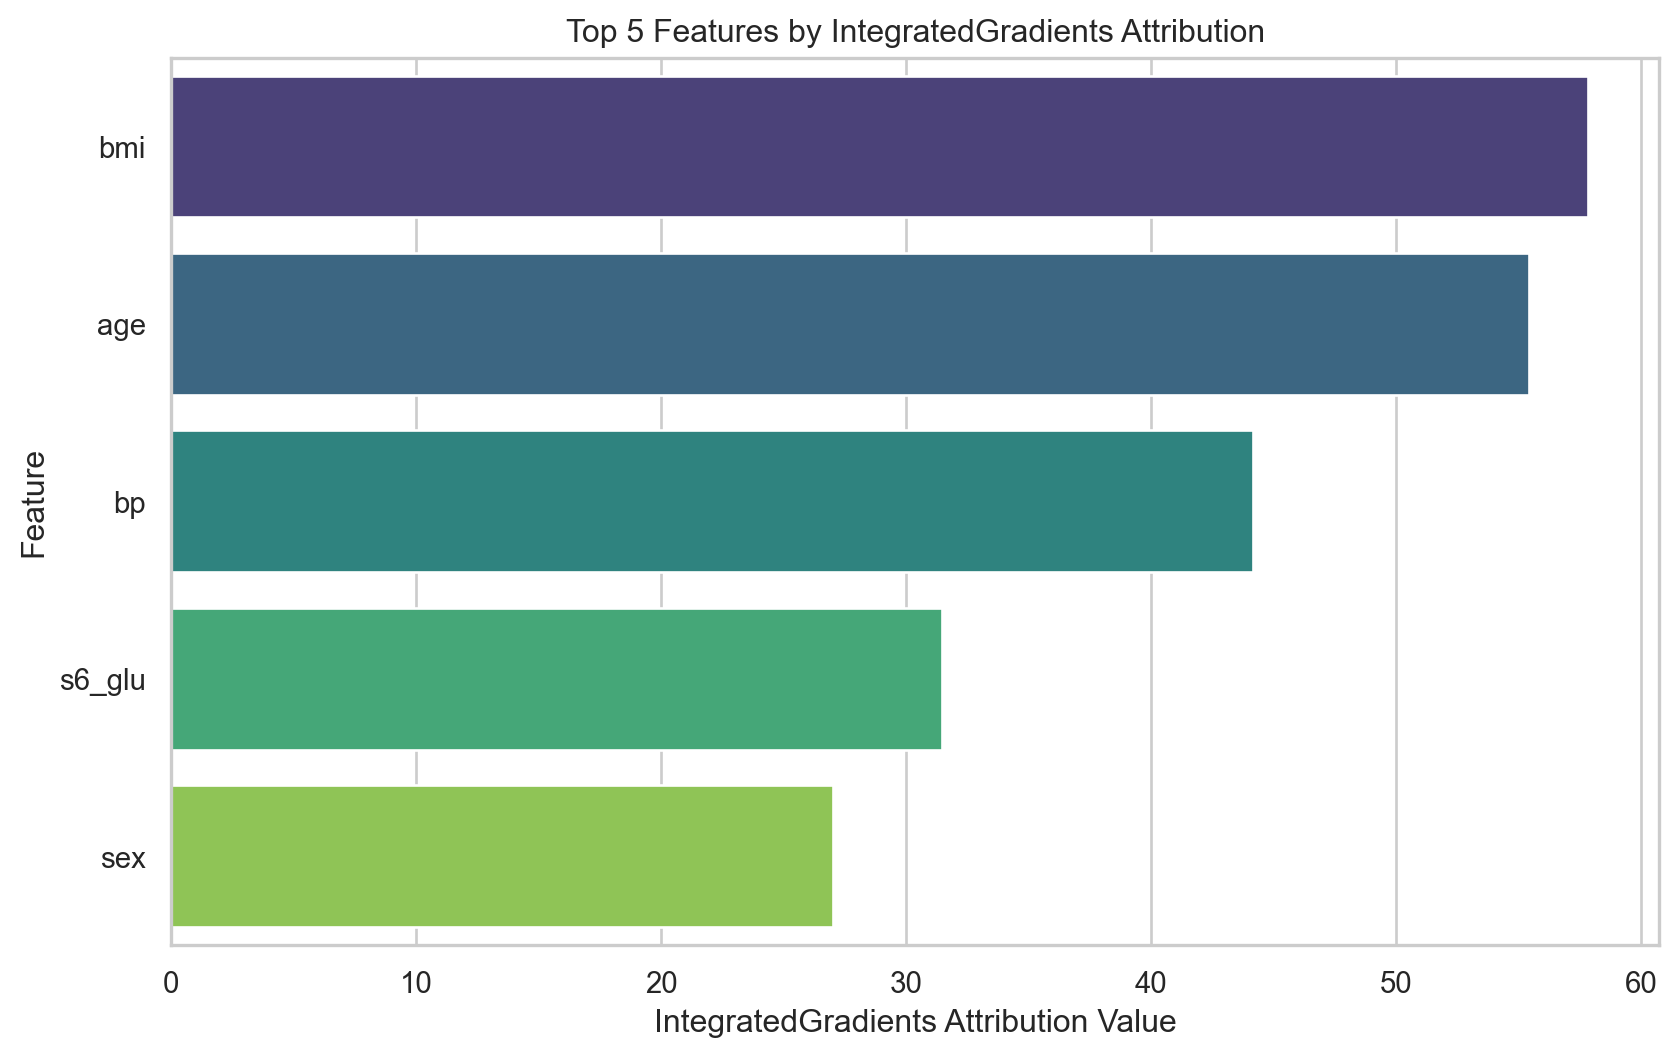 Top 5 Features by IntegratedGradients Attribution
bmi
age
bp
s6_glu
sex
Feature
0 10 20 30 40 50 60
IntegratedGradients Attribution Value